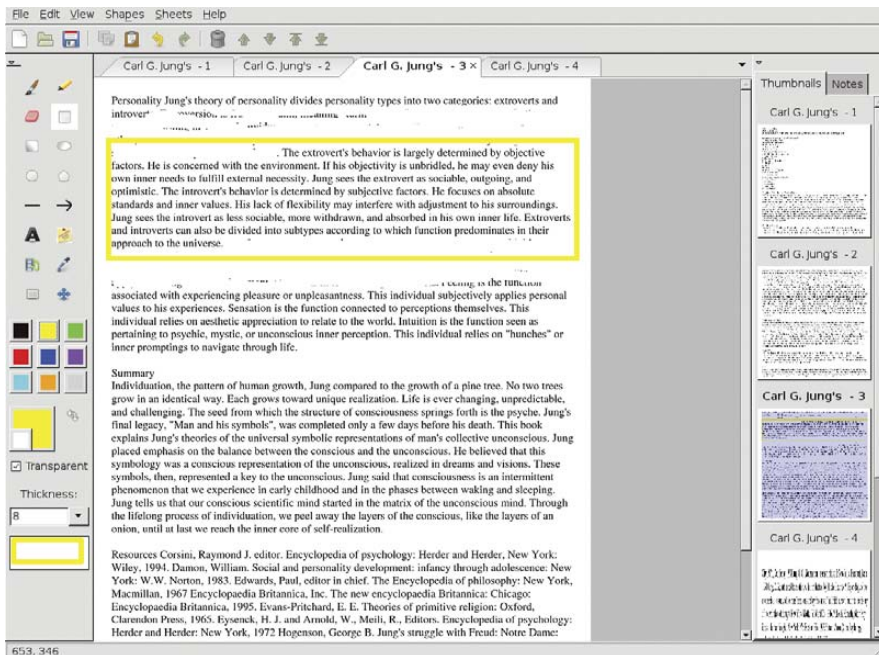 File Edit View Shapes Sheets Help
Carl G. Jung's - 1
Carl G. Jung's - 2
Carl G. Jung's - 3
Carl G. Jung's - 4
Personality Jung's theory of personality divides personality types into two categories: extroverts and
The extrovert's behavior is largely determined by objective
factors. He is concerned with the environment. If his objectivity is unbridled, he may even deny his
own inner needs to fulfill external necessity. Jung sees the extrovert as sociable, outgoing, and
optimistic. The introvert's behavior is determined by subjective factors. He focuses on absolute
standards and inner values. His lack of flexibility may interfere with adjustment to his surroundings.
Jung sees the introvert as less sociable, more withdrawn, and absorbed in his own inner life. Extroverts
and introverts can also be divided into subtypes according to which function predominates in their
approach to the universe.
is the function
associated with experiencing pleasure or unpleasantness. This individual subjectively applies personal
values to his experiences. Sensation is the function connected to perceptions themselves. This
individual relies on aesthetic appreciation to relate to the world. Intuition is the function seen as
pertaining to psychic, mystic, or unconscious inner perception. This individual relies on "hunches" or
inner promptings to navigate through life.
Summary
Individuation, the pattern of human growth, Jung compared to the growth of a pine tree. No two trees
grow in an identical way. Each grows toward unique realization. Life is ever changing, unpredictable,
and challenging. The seed from which the structure of consciousness springs forth is the psyche. Jung's
final legacy, "Man and his symbols", was completed only a few days before his death. This book
explains Jung's theories of the universal symbolic representations of man's collective unconscious. Jung
placed emphasis on the balance between the conscious and the unconscious. He believed that this
symbology was a conscious representation of the unconscious, realized in dreams and visions. These
symbols, then, represented a key to the unconscious. Jung said that consciousness is an intermittent
phenomenon that we experience in early childhood and in the phases between waking and sleeping.
Jung tells us that our conscious scientific mind started in the matrix of the unconscious mind. Through
the lifelong process of individuation, we peel away the layers of the conscious, like the layers of an
onion, until at last we reach the inner core of self-realization.
Resources Corsini, Raymond J. editor. Encyclopedia of psychology: Herder and Herder, New York:
Wiley, 1994. Damon, William. Social and personality development: infancy through adolescence: New
York: W.W. Norton, 1983. Edwards, Paul, editor in chief. The Encyclopedia of philosophy: New York,
Macmillan, 1967 Encyclopaedia Britannica, Inc. The new encyclopaedia Britannica: Chicago:
Encyclopaedia Britannica, 1995. Evans-Pritchard, E. E. Theories of primitive religion: Oxford,
Clarendon Press, 1965. Eysenck, H. J. and Arnold, W., Meili, R., Editors. Encyclopedia of psychology:
Herder and Herder: New York, 1972 Hogenson, George B. Jung's struggle with Freud: Notre Dame:
Transparent
Thickness:
8
Thumbnails Notes
Carl G. Jung's - 1
Carl G. Jung's - 2
Carl G. Jung's - 3
Carl G. Jung's - 4
653, 346